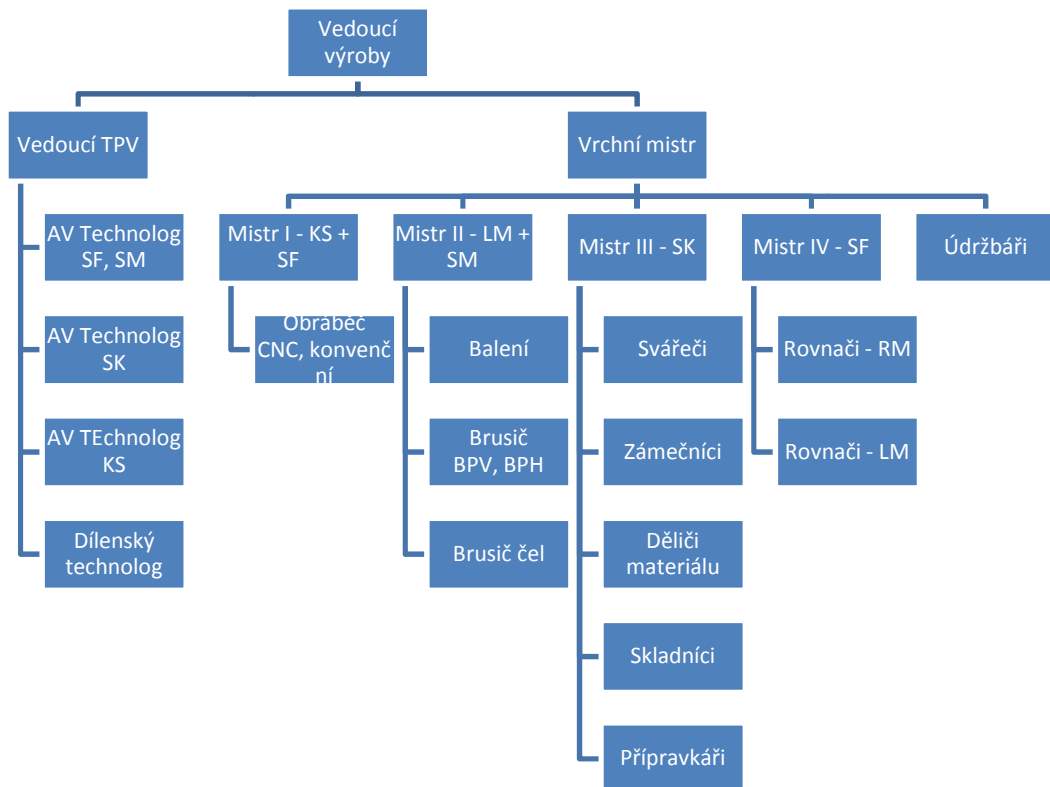 Vedoucí
výroby
Vedoucí TPV
Vrchní mistr
AV Technolog
SF, SM
Mistr I - KS +
SF
Mistr II - LM +
SM
Mistr III - SK
Mistr IV - SF
Údržbáři
AV Technolog
SK
Obráběč
CNC, konvenč
ní
Balení
Svářeči
Rovnači - RM
AV TEchnolog
KS
Brusič
BPV, BPH
Zámečníci
Rovnači - LM
Dílenský
technolog
Brusič čel
Děliči
materiálu
Skladníci
Přípravkáři